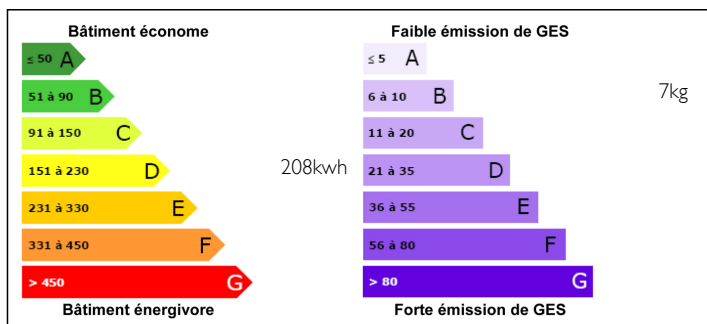 Bâtiment économe
≤ 50 A
51 à 90 B
91 à 150 C
151 à 230 D
208kwh
231 à 330 E
331 à 450 F
> 450 G
Bâtiment énergivore
Faible émission de GES
≤ 5 A
6 à 10 B
7kg
11 à 20 C
21 à 35 D
36 à 55 E
56 à 80 F
> 80 G
Forte émission de GES